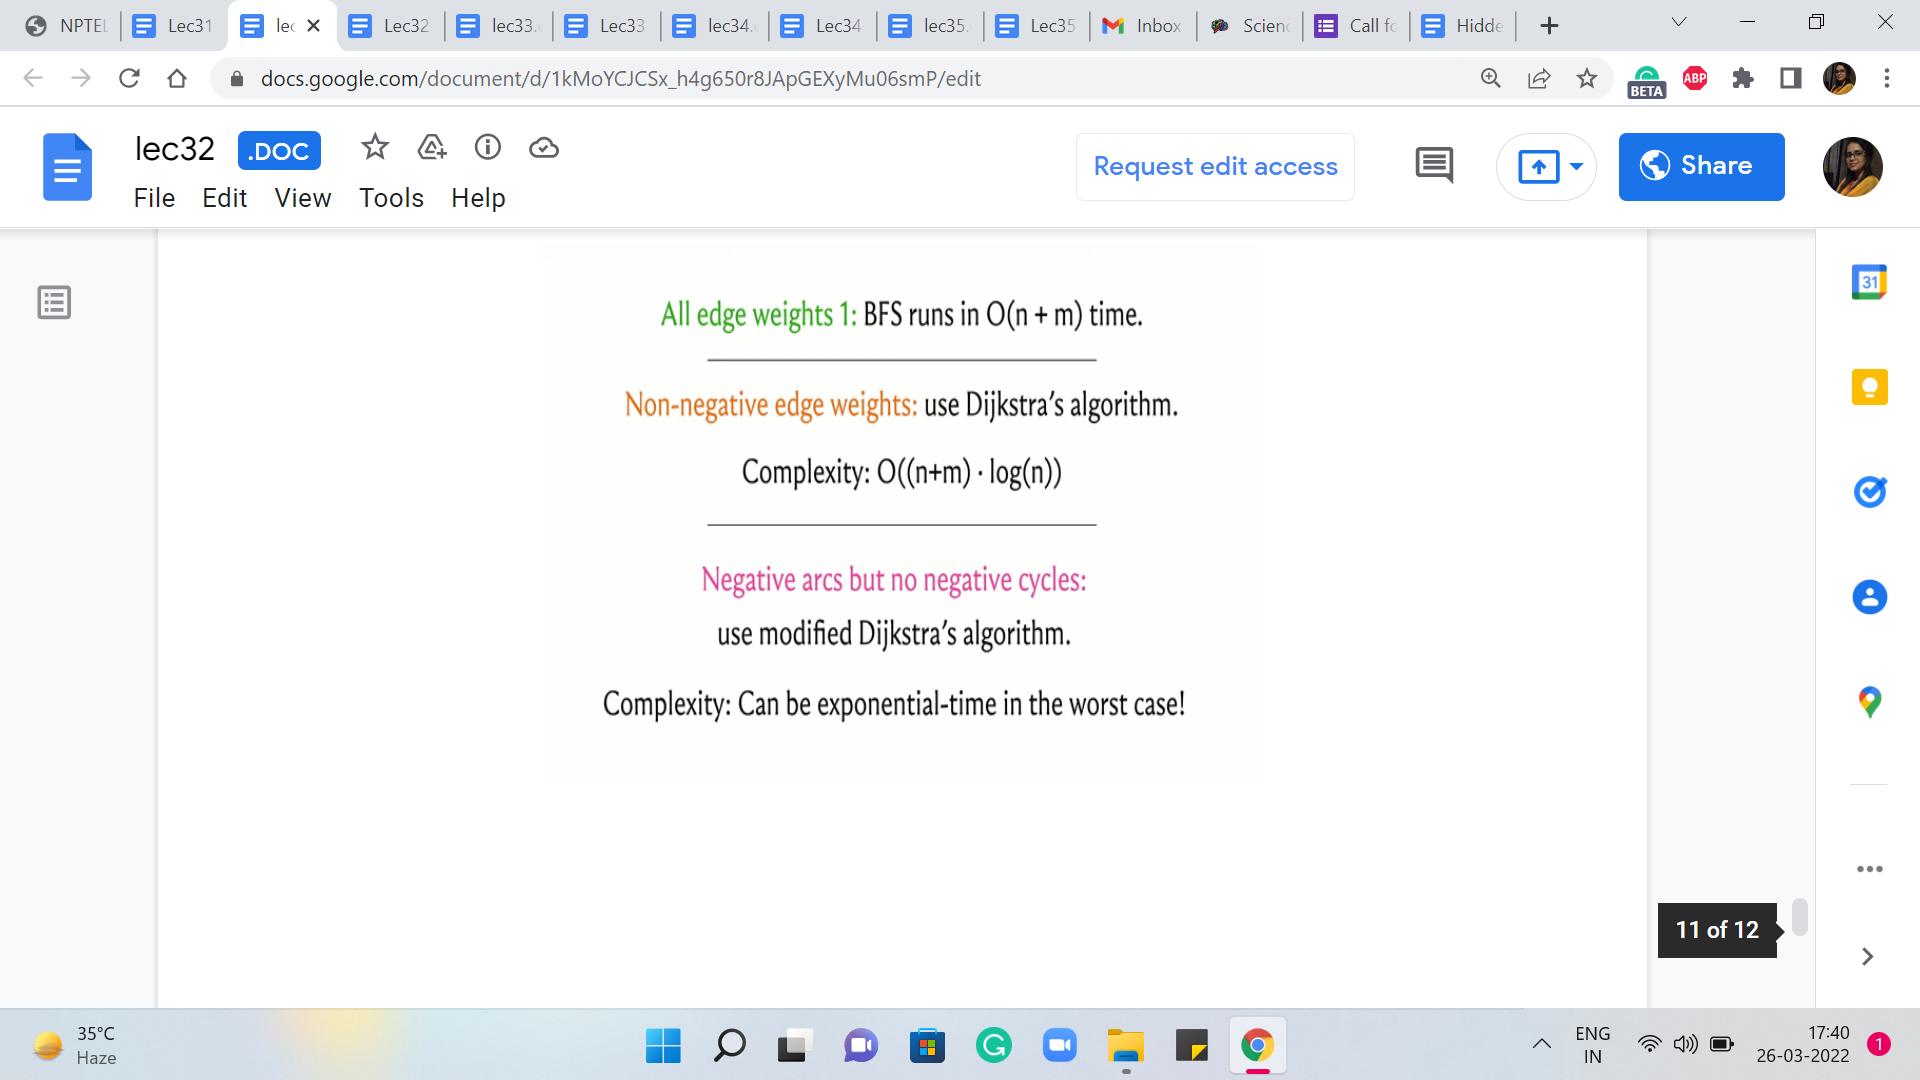 NPTEL
Lec31
lec
Lec32
lec33.
Lec33
lec34.
Lec34
lec35.
Lec35
Inbox
Scien
Call fo
Hidde
docs.google.com/document/d/1kMoYCJCSx_h4g650r8JApGEXyMu06smP/edit
BETA
ABP
lec32
.DOC
File Edit View Tools Help
Request edit access
Share
31
All edge weights 1: BFS runs in O(n + m) time.
Non-negative edge weights: use Dijkstra's algorithm.
Complexity: O((n+m) · log(n))
Negative arcs but no negative cycles:
use modified Dijkstra's algorithm.
Complexity: Can be exponential-time in the worst case!
11 of 12
35°C
Haze
ENG
IN
17:40
26-03-2022
1